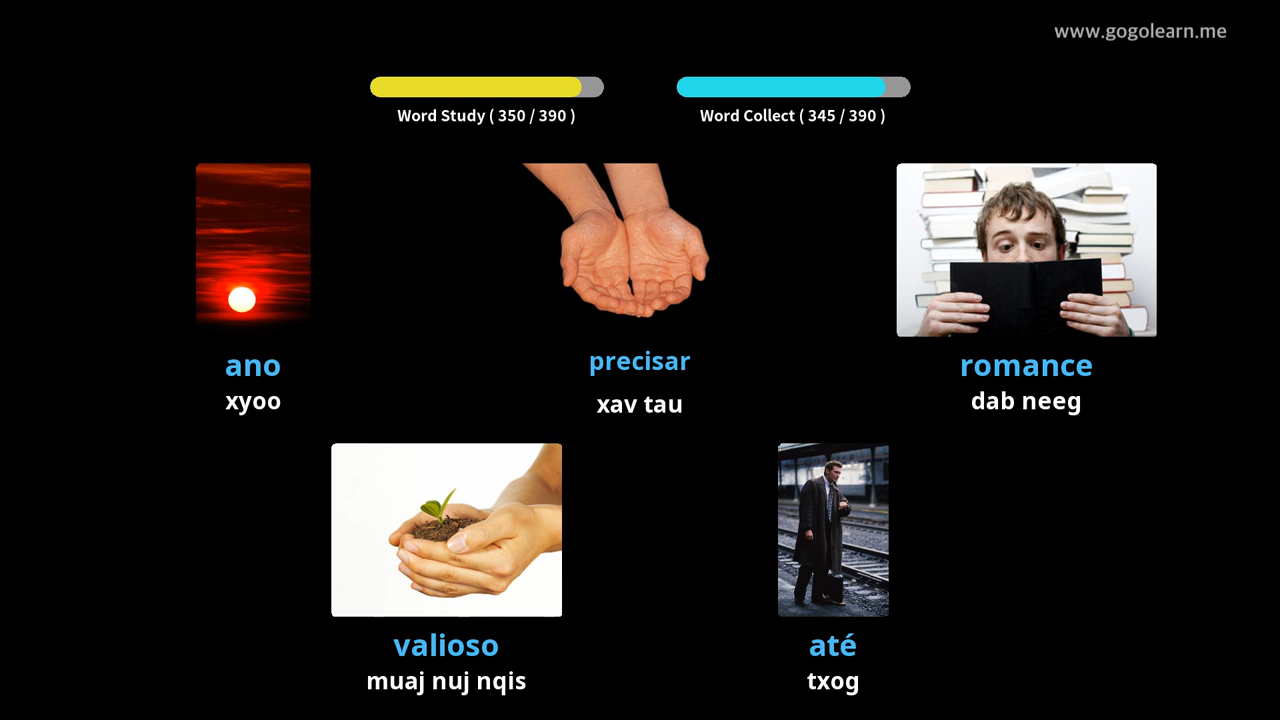 www.gogolearn.me
Word Study ( 350 / 390 )
Word Collect ( 345 / 390 )
ano
xyoo
precisar
xav tau
romance
dab neeg
valioso
muaj nuj nqis
até
txog